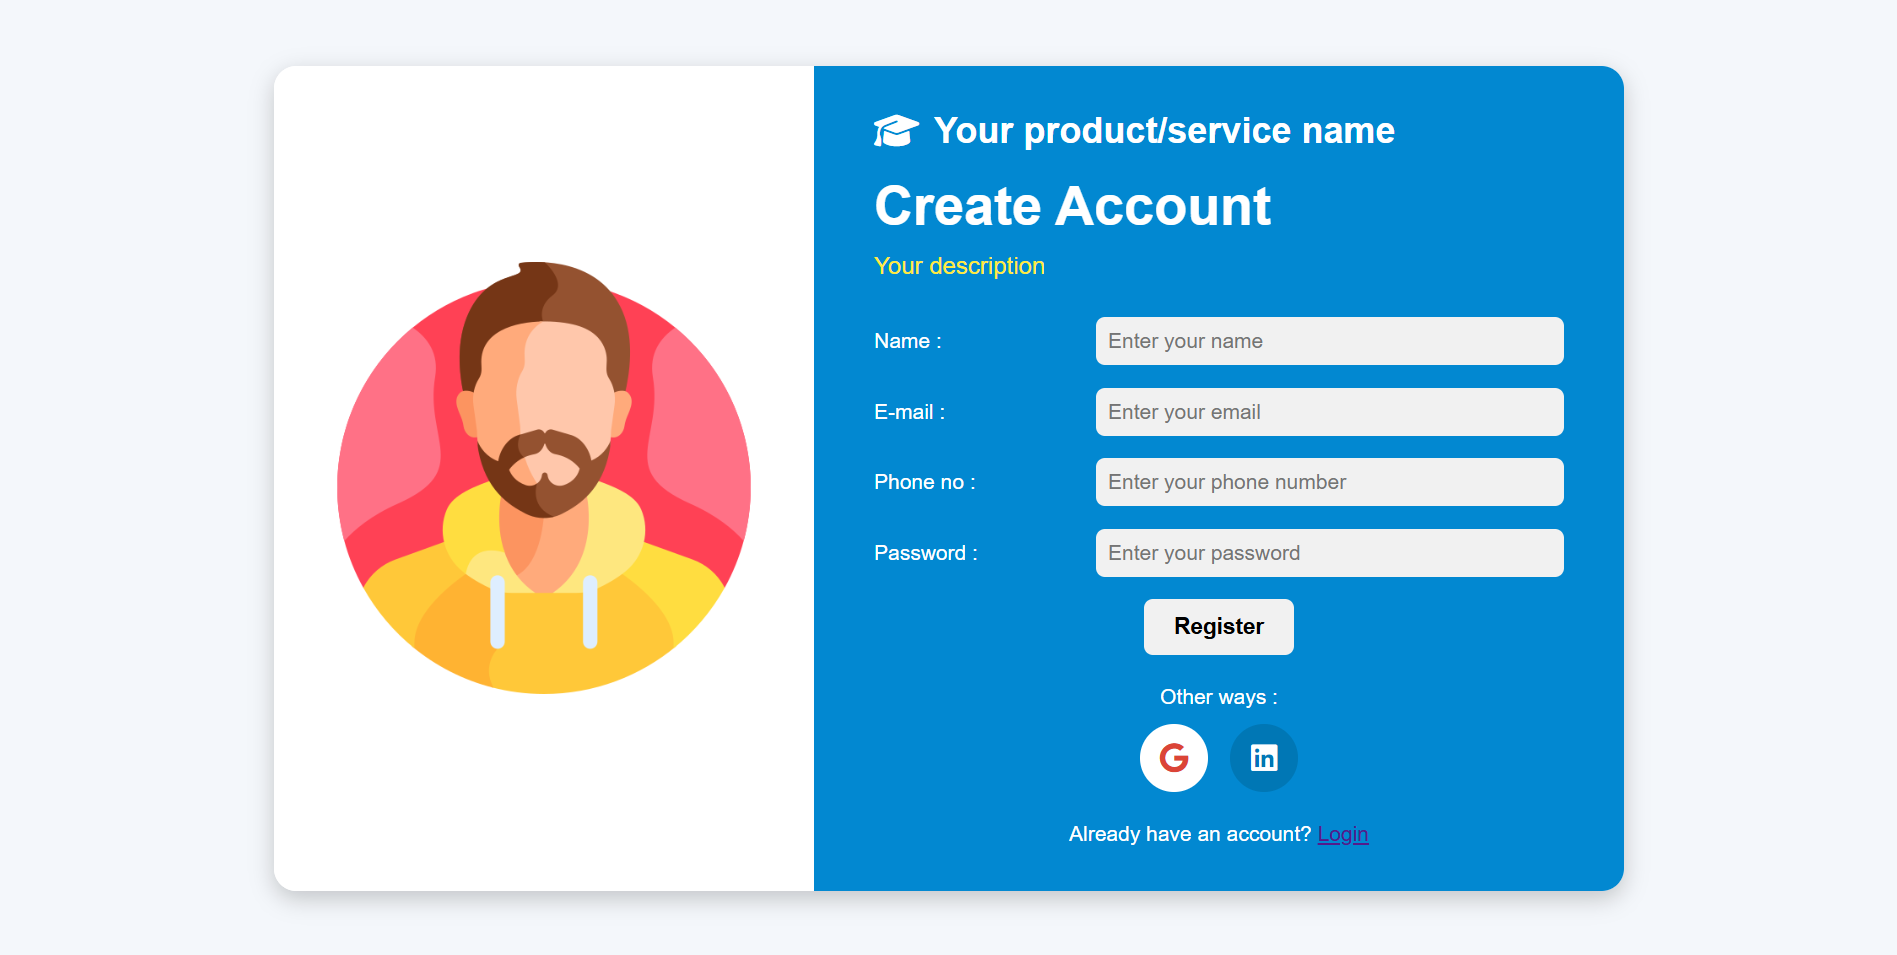 Your product/service name
Create Account
Your description
Name :
Enter your name
E-mail :
Enter your email
Phone no :
Enter your phone number
Password :
Enter your password
Register
Other ways :
G
in
Already have an account? Login